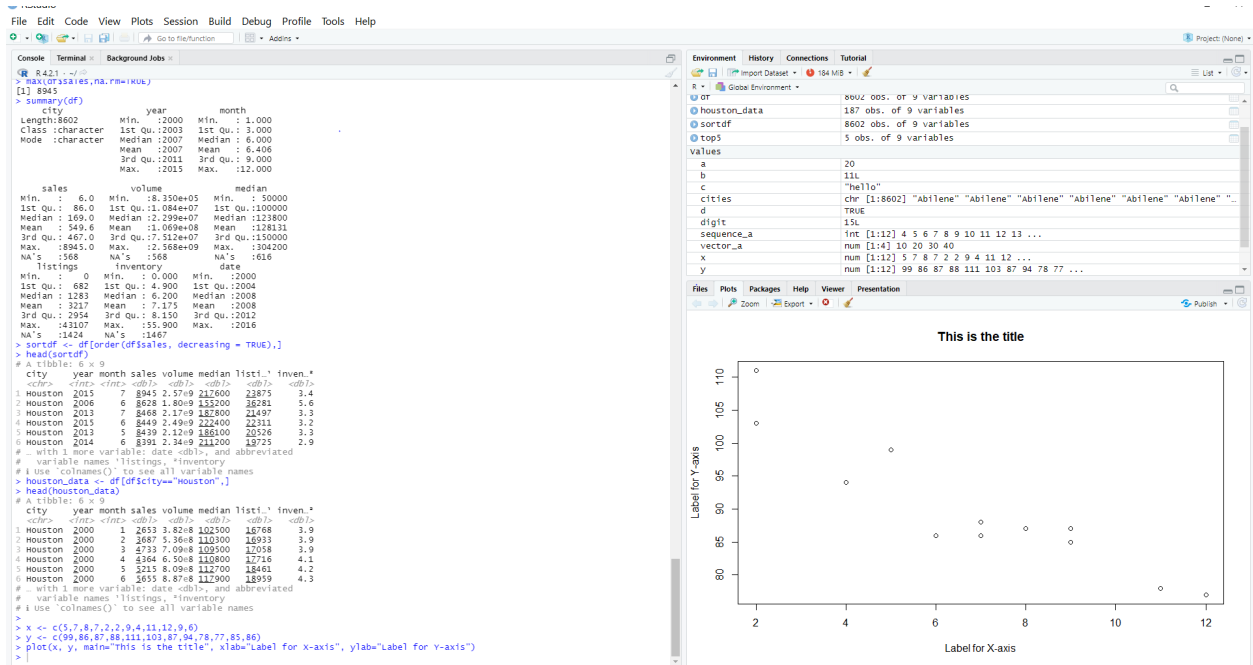 File Edit Code View Plots Session Build Debug Profile Tools Help
Go to file/function Addins
Project: (None)
Console Terminal Background Jobs
R 4.2.1 · ~/
> max(df$sales,na.rm=TRUE)
[1] 8945
> summary(df)
city year month
Length:8602 Min. :2000 Min. : 1.000
Class :character 1st Qu.:2003 1st Qu.: 3.000
Mode :character Median :2007 Median : 6.000
Mean :2007 Mean : 6.406
3rd Qu.:2011 3rd Qu.: 9.000
Max. :2015 Max. :12.000
sales volume median
Min. : 6.0 Min. :8.350e+05 Min. : 50000
1st Qu.: 86.0 1st Qu.:1.084e+07 1st Qu.:100000
Median : 169.0 Median :2.299e+07 Median :123800
Mean : 549.6 Mean :1.069e+08 Mean :128131
3rd Qu.: 467.0 3rd Qu.:7.512e+07 3rd Qu.:150000
Max. :8945.0 Max. :2.568e+09 Max. :304200
NA's :568 NA's :568 NA's :616
listings inventory date
Min. : 0 Min. : 0.000 Min. :2000
1st Qu.: 682 1st Qu.: 4.900 1st Qu.:2004
Median : 1283 Median : 6.200 Median :2008
Mean : 3217 Mean : 7.175 Mean :2008
3rd Qu.: 2954 3rd Qu.: 8.150 3rd Qu.:2012
Max. :43107 Max. :55.900 Max. :2016
NA's :1424 NA's :1467
> sortdf <- df[order(df$sales, decreasing = TRUE),]
> head(sortdf)
# A tibble: 6 × 9
city year month sales volume median listi…¹ inven…²
<chr> <int> <int> <dbl> <dbl> <dbl> <dbl> <dbl>
1 Houston 2015 7 8945 2.57e9 217600 23875 3.4
2 Houston 2006 6 8628 1.80e9 155200 36281 5.6
3 Houston 2013 7 8468 2.17e9 187800 21497 3.3
4 Houston 2015 6 8449 2.49e9 222400 22311 3.2
5 Houston 2013 5 8439 2.12e9 186100 20526 3.3
6 Houston 2014 6 8391 2.34e9 211200 19725 2.9
# … with 1 more variable: date <dbl>, and abbreviated
# variable names ¹listings, ²inventory
# ℹ Use `colnames()` to see all variable names
> houston_data <- df[df$city=="Houston",]
> head(houston_data)
# A tibble: 6 × 9
city year month sales volume median listi…¹ inven…²
<chr> <int> <int> <dbl> <dbl> <dbl> <dbl> <dbl>
1 Houston 2000 1 2653 3.82e8 102500 16768 3.9
2 Houston 2000 2 3687 5.36e8 110300 16933 3.9
3 Houston 2000 3 4733 7.09e8 109500 17058 3.9
4 Houston 2000 4 4364 6.50e8 110800 17716 4.1
5 Houston 2000 5 5215 8.09e8 112700 18461 4.2
6 Houston 2000 6 5655 8.87e8 117900 18959 4.3
# … with 1 more variable: date <dbl>, and abbreviated
# variable names ¹listings, ²inventory
# ℹ Use `colnames()` to see all variable names
>
> x <- c(5,7,8,7,2,2,9,4,11,12,9,6)
> y <- c(99,86,87,88,111,103,87,94,78,77,85,86)
> plot(x, y, main="This is the title", xlab="Label for X-axis", ylab="Label for Y-axis")
>
Environment History Connections Tutorial
Import Dataset 184 MiB List
R Global Environment
df 8602 obs. of 9 variables
houston_data 187 obs. of 9 variables
sortdf 8602 obs. of 9 variables
top5 5 obs. of 9 variables
values
a 20
b 11L
c "hello"
cities chr [1:8602] "Abilene" "Abilene" "Abilene" "Abilene" "Abilene" "Abilene" "…
d TRUE
digit 15L
sequence_a int [1:12] 4 5 6 7 8 9 10 11 12 13 ...
vector_a num [1:4] 10 20 30 40
x num [1:12] 5 7 8 7 2 2 9 4 11 12 ...
y num [1:12] 99 86 87 88 111 103 87 94 78 77 ...
Files Plots Packages Help Viewer Presentation
Zoom Export Publish
This is the title
Label for Y-axis
110
105
100
95
90
85
80
2 4 6 8 10 12
Label for X-axis